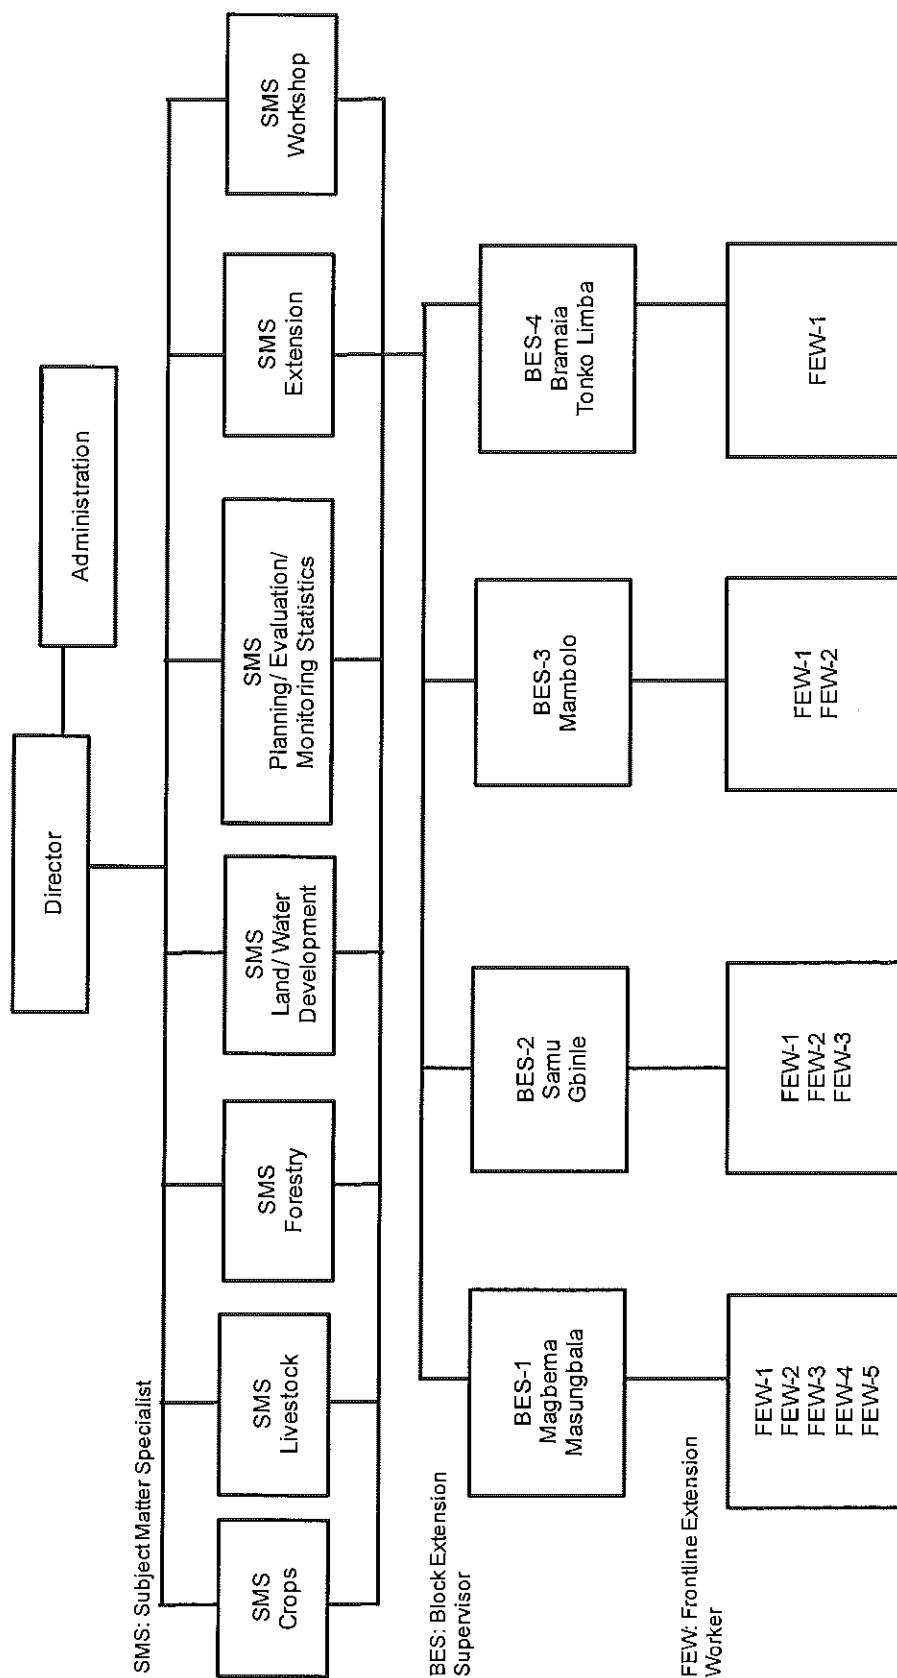 Director
Administration
SMS: Subject Matter Specialist
SMS
Crops
SMS
Livestock
SMS
Forestry
SMS
Land/ Water
Development
SMS
Planning/ Evaluation/
Monitoring Statistics
SMS
Extension
SMS
Workshop
BES: Block Extension
Supervisor
BES-1
Magbema
Masungbala
BES-2
Samu
Gbinle
BES-3
Mambolo
BES-4
Bramaia
Tonko Limba
FEW: Frontline Extension
Worker
FEW-1
FEW-2
FEW-3
FEW-4
FEW-5
FEW-1
FEW-2
FEW-3
FEW-1
FEW-2
FEW-1